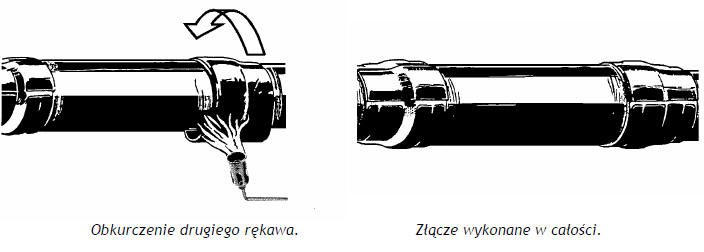 Obkurczenie drugiego rękawa.
Złącze wykonane w całości.